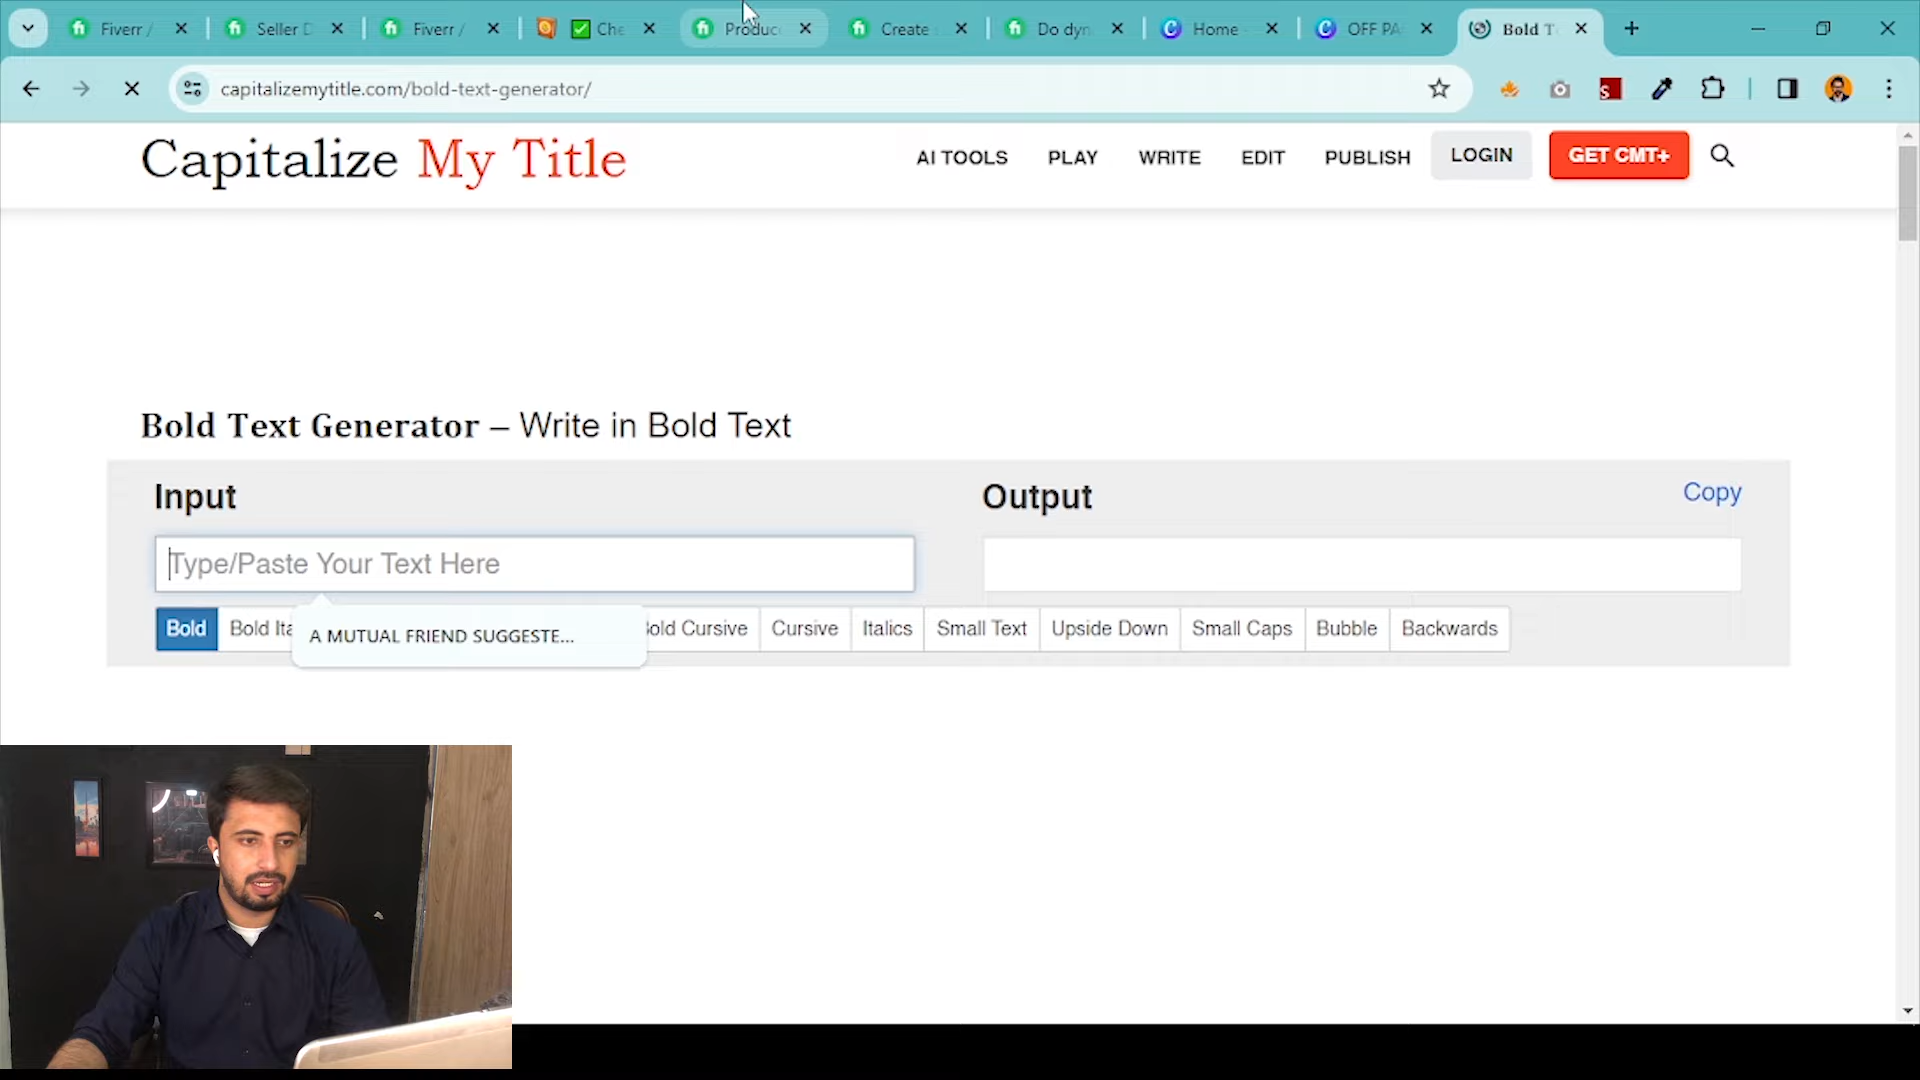 Fiverr /
Seller D
Fiverr /
Che
Produc
Create
Do dyn
Home
OFF PA
Bold T
capitalizemytitle.com/bold-text-generator/
Capitalize My Title
AI TOOLS
PLAY
WRITE
EDIT
PUBLISH
LOGIN
GET CMT+
Bold Text Generator – Write in Bold Text
Input
Output
Copy
Type/Paste Your Text Here
Bold
Bold Ita
A MUTUAL FRIEND SUGGESTE...
Bold Cursive
Cursive
Italics
Small Text
Upside Down
Small Caps
Bubble
Backwards